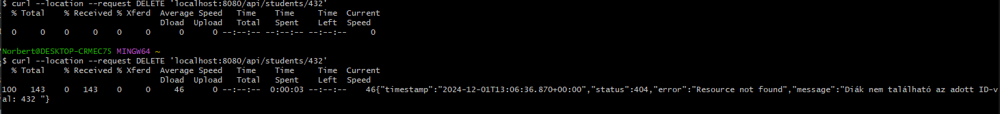 $ curl --location --request DELETE 'localhost:8080/api/students/432'
  % Total    % Received % Xferd  Average Speed   Time    Time     Time  Current
                                 Dload  Upload   Total   Spent    Left  Speed
  0     0    0     0    0     0      0      0 --:--:-- --:--:-- --:--:--     0
Norbert@DESKTOP-CRMEC75 MINGW64 ~
$ curl --location --request DELETE 'localhost:8080/api/students/432'
  % Total    % Received % Xferd  Average Speed   Time    Time     Time  Current
                                 Dload  Upload   Total   Spent    Left  Speed
100   143    0   143    0     0     46      0 --:--:--  0:00:03 --:--:--    46{"timestamp":"2024-12-01T13:06:36.870+00:00","status":404,"error":"Resource not found","message":"Diák nem található az adott ID-v
al: 432 "}